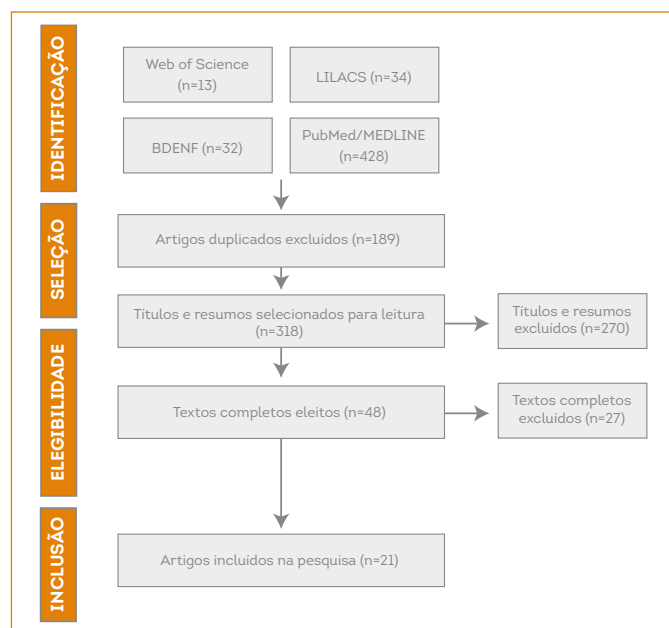 IDENTIFICAÇÃO
Web of Science
(n=13)
LILACS (n=34)
BDENF (n=32)
PubMed/MEDLINE
(n=428)
SELEÇÃO
Artigos duplicados excluídos (n=189)
Títulos e resumos selecionados para leitura
(n=318)
Títulos e resumos
excluídos (n=270)
ELEGIBILIDADE
Textos completos eleitos (n=48)
Textos completos
excluídos (n=27)
INCLUSÃO
Artigos incluídos na pesquisa (n=21)